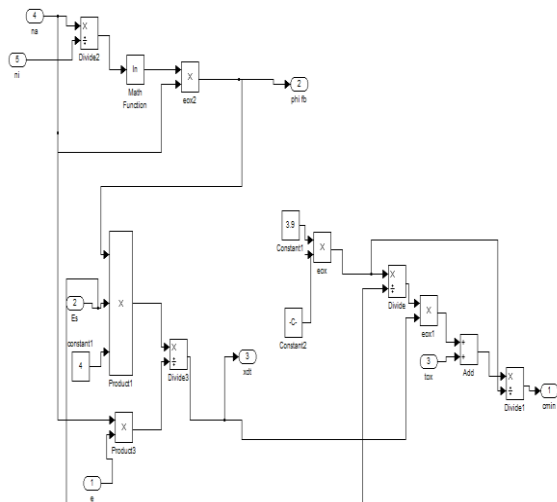 4
na
X
÷
5
ni
Divide2
ln
Math
Function
X
eox2
2
phi fb
3.9
Constant1
X
eox
-C-
Constant2
X
÷
Divide
X
eox1
2
Es
constant1
4
X
Product1
X
÷
Divide3
3
xdt
3
tox
+
+
Add
X
÷
Divide1
1
cmin
X
Product3
1
e